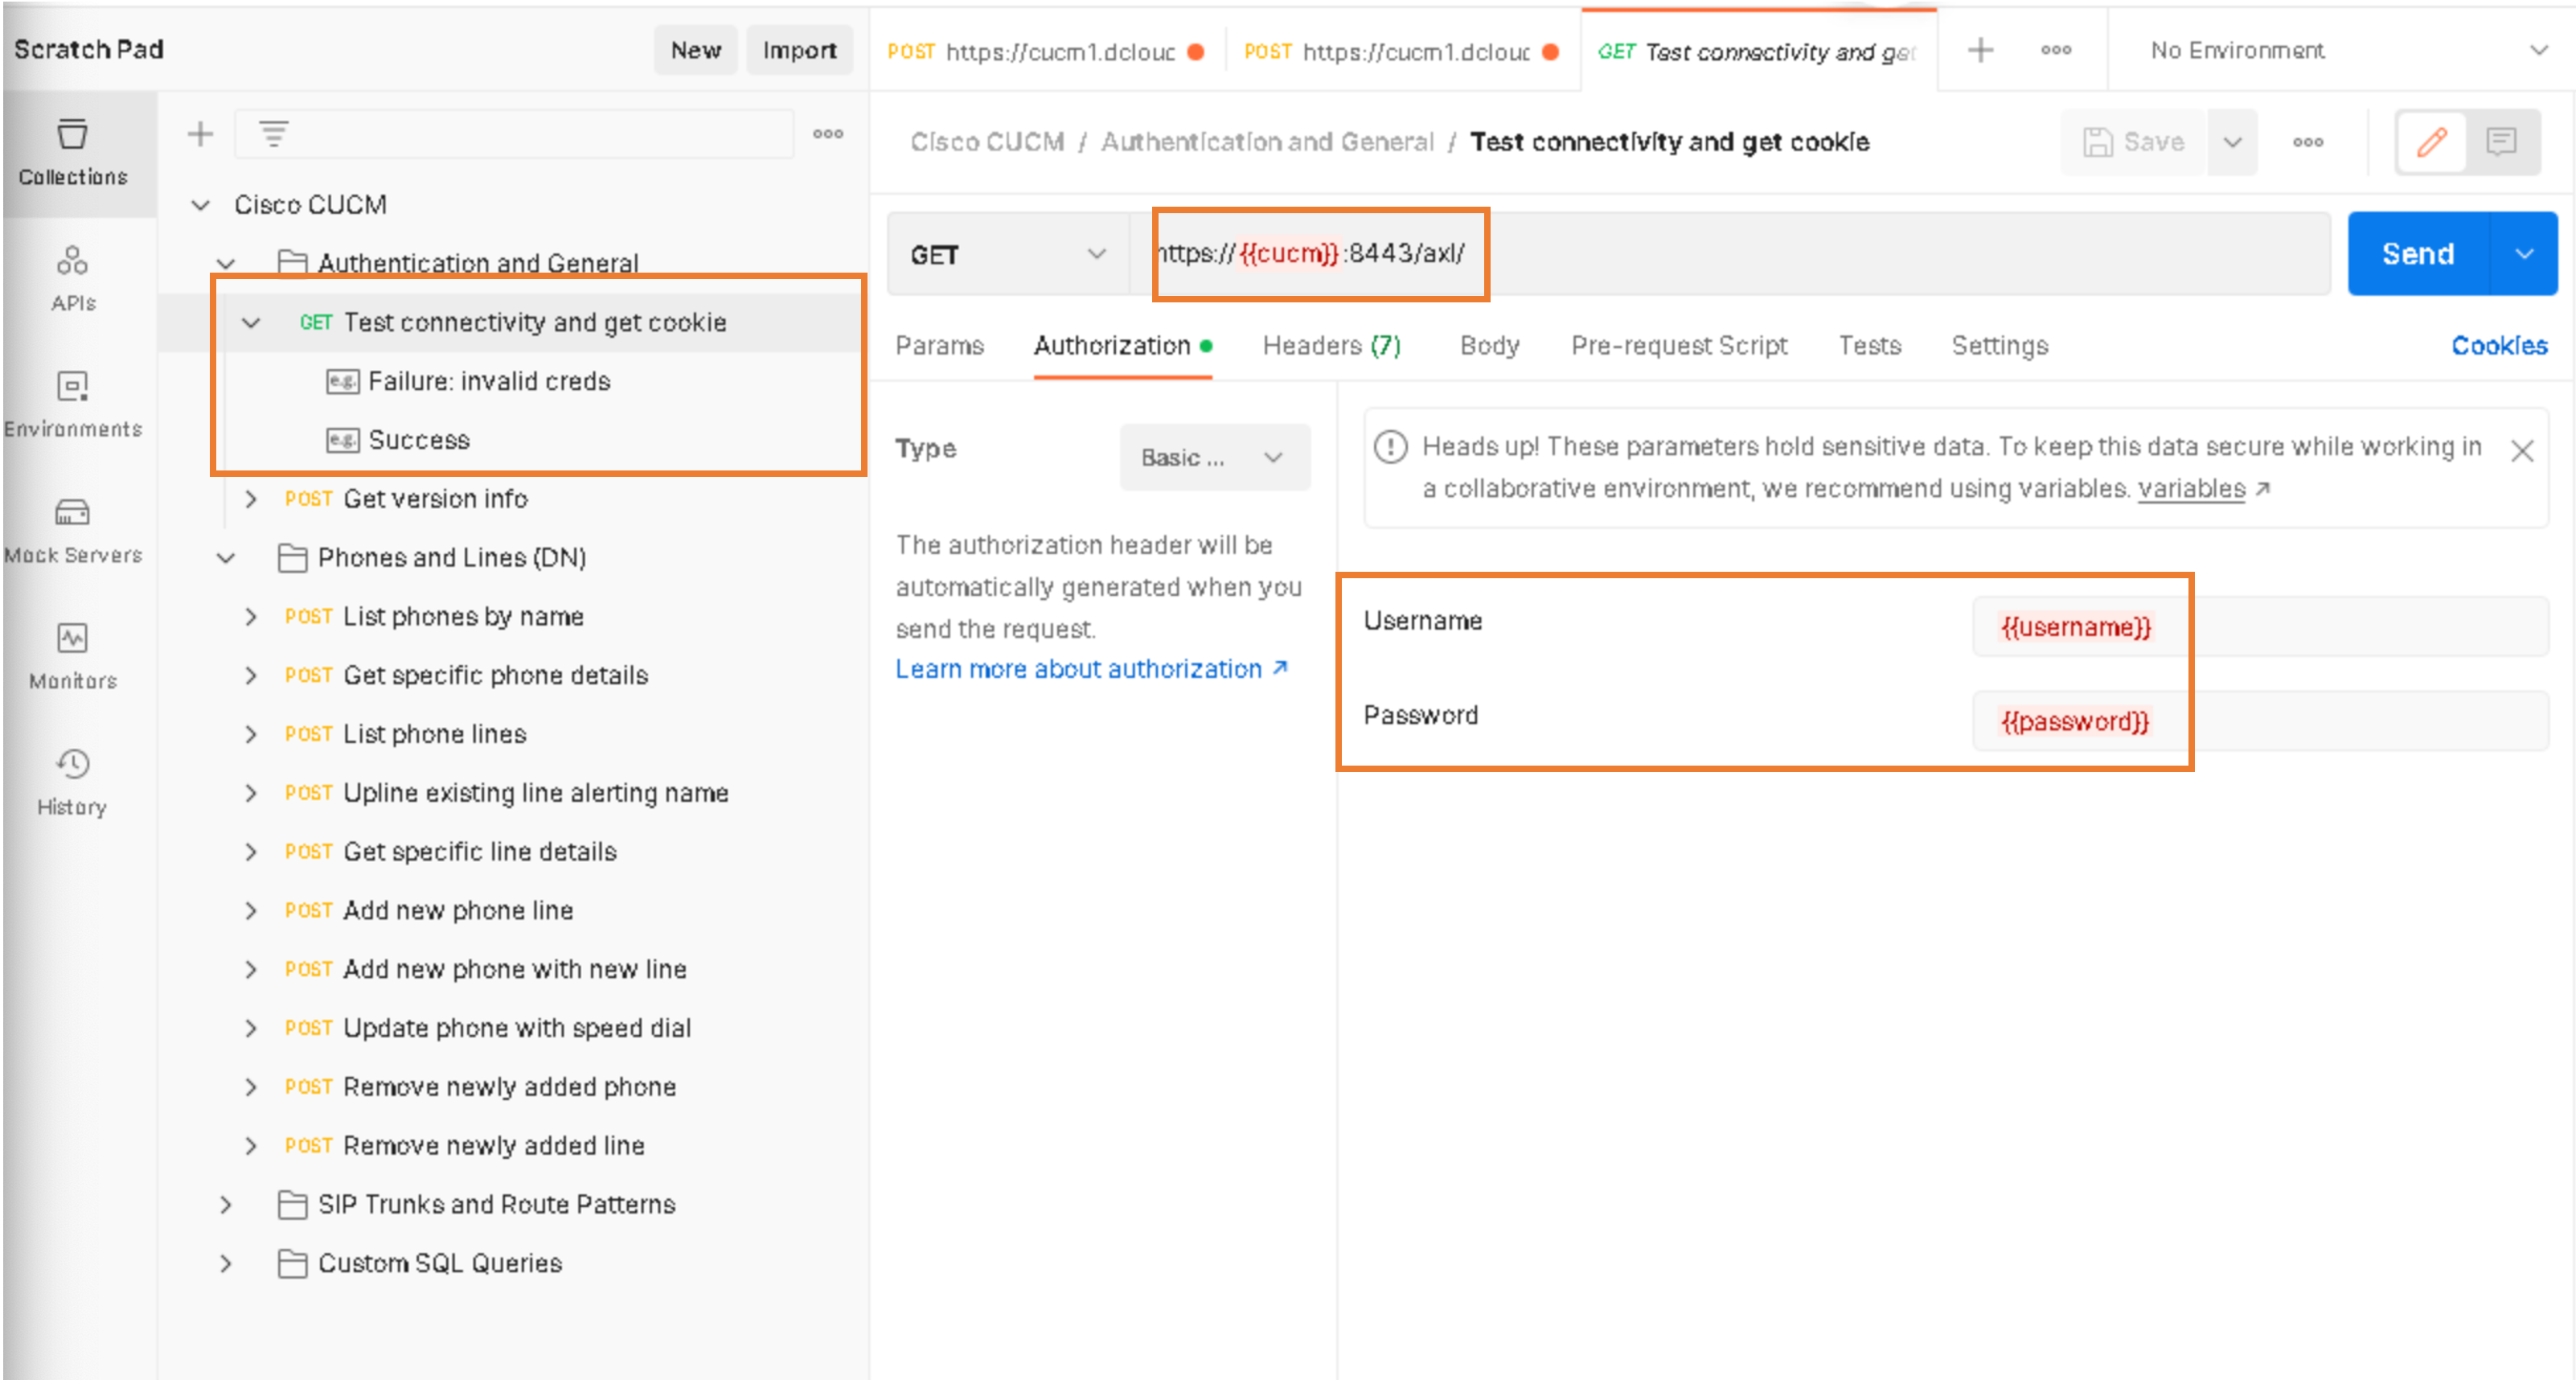 Scratch Pad
New
Import
POST https://cucm1.dclouc
POST https://cucm1.dclouc
GET Test connectivity and get
No Environment
Collections
APIs
Environments
Mock Servers
Monitors
History
Cisco CUCM
Authentication and General
GET Test connectivity and get cookie
e.g. Failure: invalid creds
e.g. Success
POST Get version info
Phones and Lines (DN)
POST List phones by name
POST Get specific phone details
POST List phone lines
POST Upline existing line alerting name
POST Get specific line details
POST Add new phone line
POST Add new phone with new line
POST Update phone with speed dial
POST Remove newly added phone
POST Remove newly added line
SIP Trunks and Route Patterns
Custom SQL Queries
Cisco CUCM / Authentication and General / Test connectivity and get cookie
Save
GET
https://{{cucm}}:8443/axl/
Send
Params
Authorization
Headers (7)
Body
Pre-request Script
Tests
Settings
Cookies
Type
Basic ...
The authorization header will be
automatically generated when you
send the request.
Learn more about authorization ↗
Heads up! These parameters hold sensitive data. To keep this data secure while working in
a collaborative environment, we recommend using variables. variables ↗
Username
{{username}}
Password
{{password}}